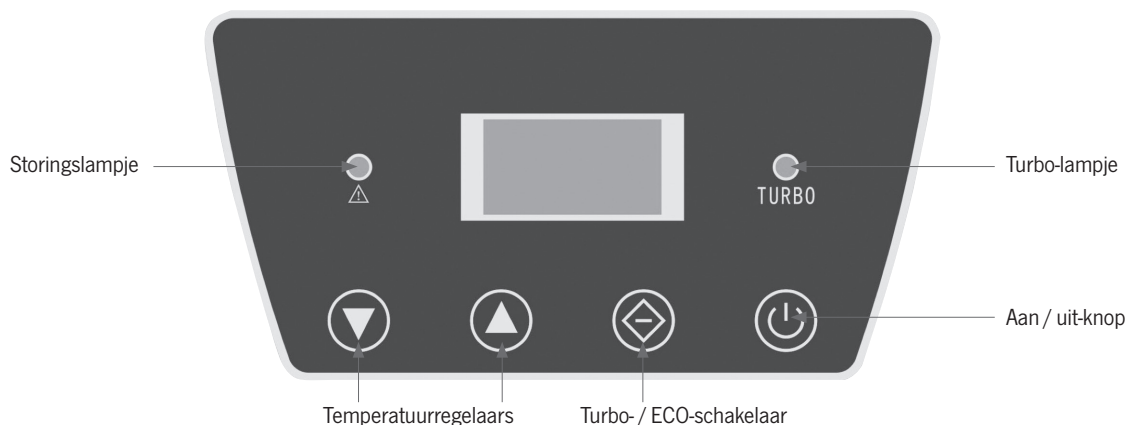 Storingslampje
Turbo-lampje
TURBO
Aan / uit-knop
Temperatuurregelaars
Turbo- / ECO-schakelaar